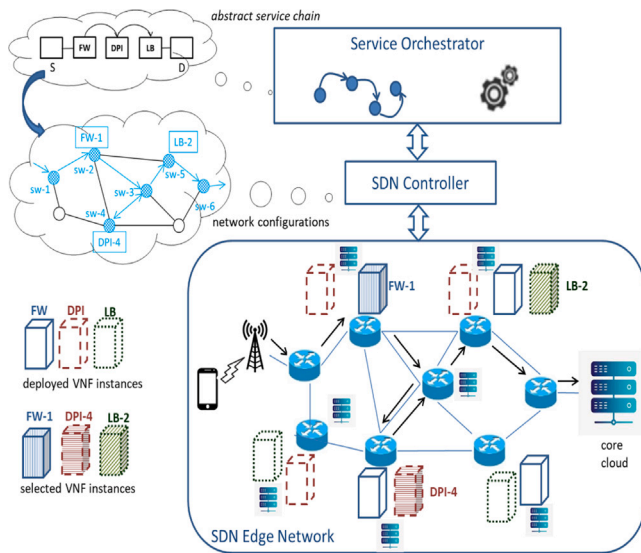 abstract service chain
FW
DPI
LB
S
D
Service Orchestrator
FW-1
LB-2
sw-1
sw-2
sw-3
sw-5
sw-4
sw-6
DPI-4
network configurations
SDN Controller
FW-1
LB-2
FW
DPI
LB
deployed VNF instances
FW-1
DPI-4
LB-2
selected VNF instances
DPI-4
core
cloud
SDN Edge Network